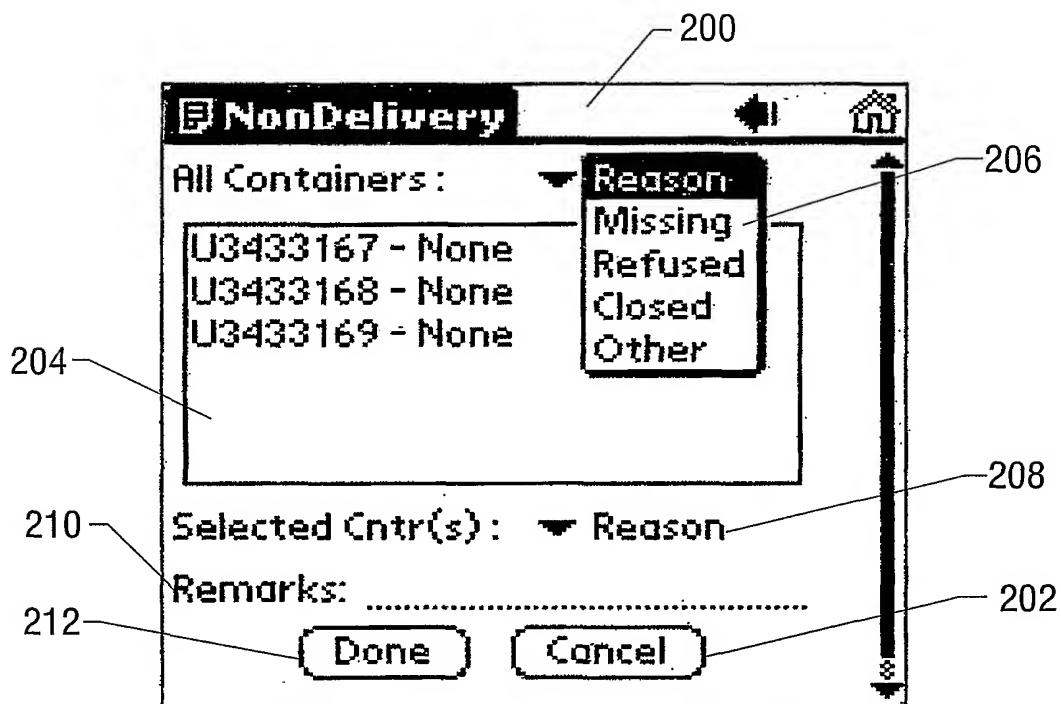 200
NonDelivery
All Containers :
Reason
206
Missing
Refused
Closed
Other
U3433167 - None
U3433168 - None
U3433169 - None
204
208
Selected Cntr(s) : Reason
210
Remarks:
212
Done
Cancel
202